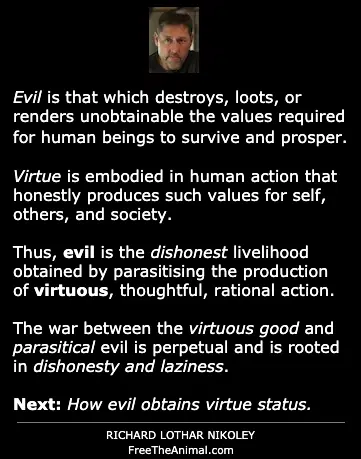 Evil is that which destroys, loots, or
renders unobtainable the values required
for human beings to survive and prosper.
Virtue is embodied in human action that
honestly produces such values for self,
others, and society.
Thus, evil is the dishonest livelihood
obtained by parasitising the production
of virtuous, thoughtful, rational action.
The war between the virtuous good and
parasitical evil is perpetual and is rooted
in dishonesty and laziness.
Next: How evil obtains virtue status.
RICHARD LOTHAR NIKOLEY
FreeTheAnimal.com